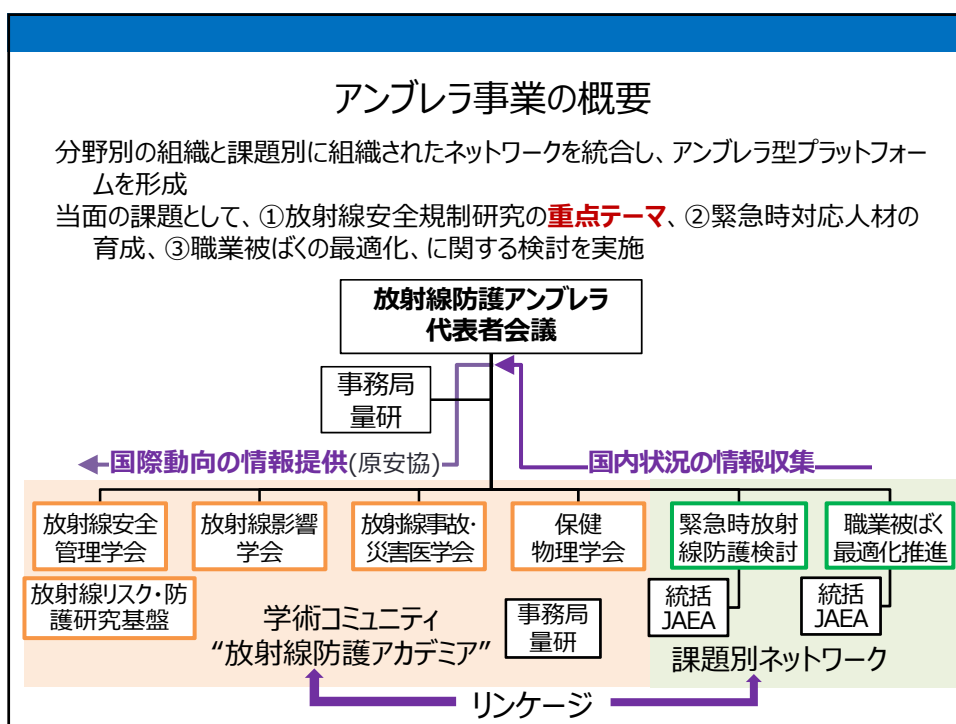 アンブレラ事業の概要
分野別の組織と課題別に組織されたネットワークを統合し、アンブレラ型プラットフォー
ムを形成
当面の課題として、①放射線安全規制研究の重点テーマ、②緊急時対応人材の
育成、③職業被ばくの最適化、に関する検討を実施
放射線防護アンブレラ
代表者会議
事務局
量研
国際動向の情報提供(原安協)
国内状況の情報収集
放射線安全
管理学会
放射線影響
学会
放射線事故・
災害医学会
保健
物理学会
緊急時放射
線防護検討
職業被ばく
最適化推進
放射線リスク・防
護研究基盤
学術コミュニティ
“放射線防護アカデミア”
事務局
量研
統括
JAEA
統括
JAEA
課題別ネットワーク
リンケージ